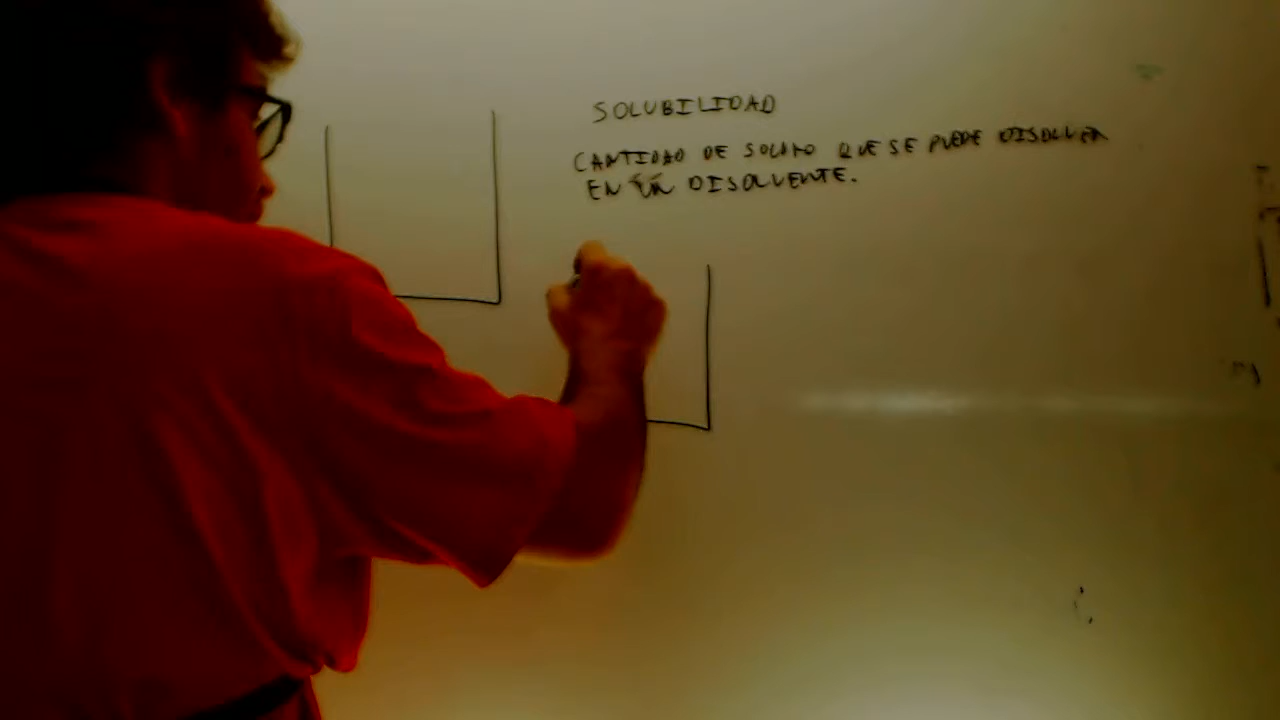 SOLUBILIDAD
CANTIDAD DE SOLUTO QUE SE PUEDE DISOLVER
EN UN DISOLVENTE.